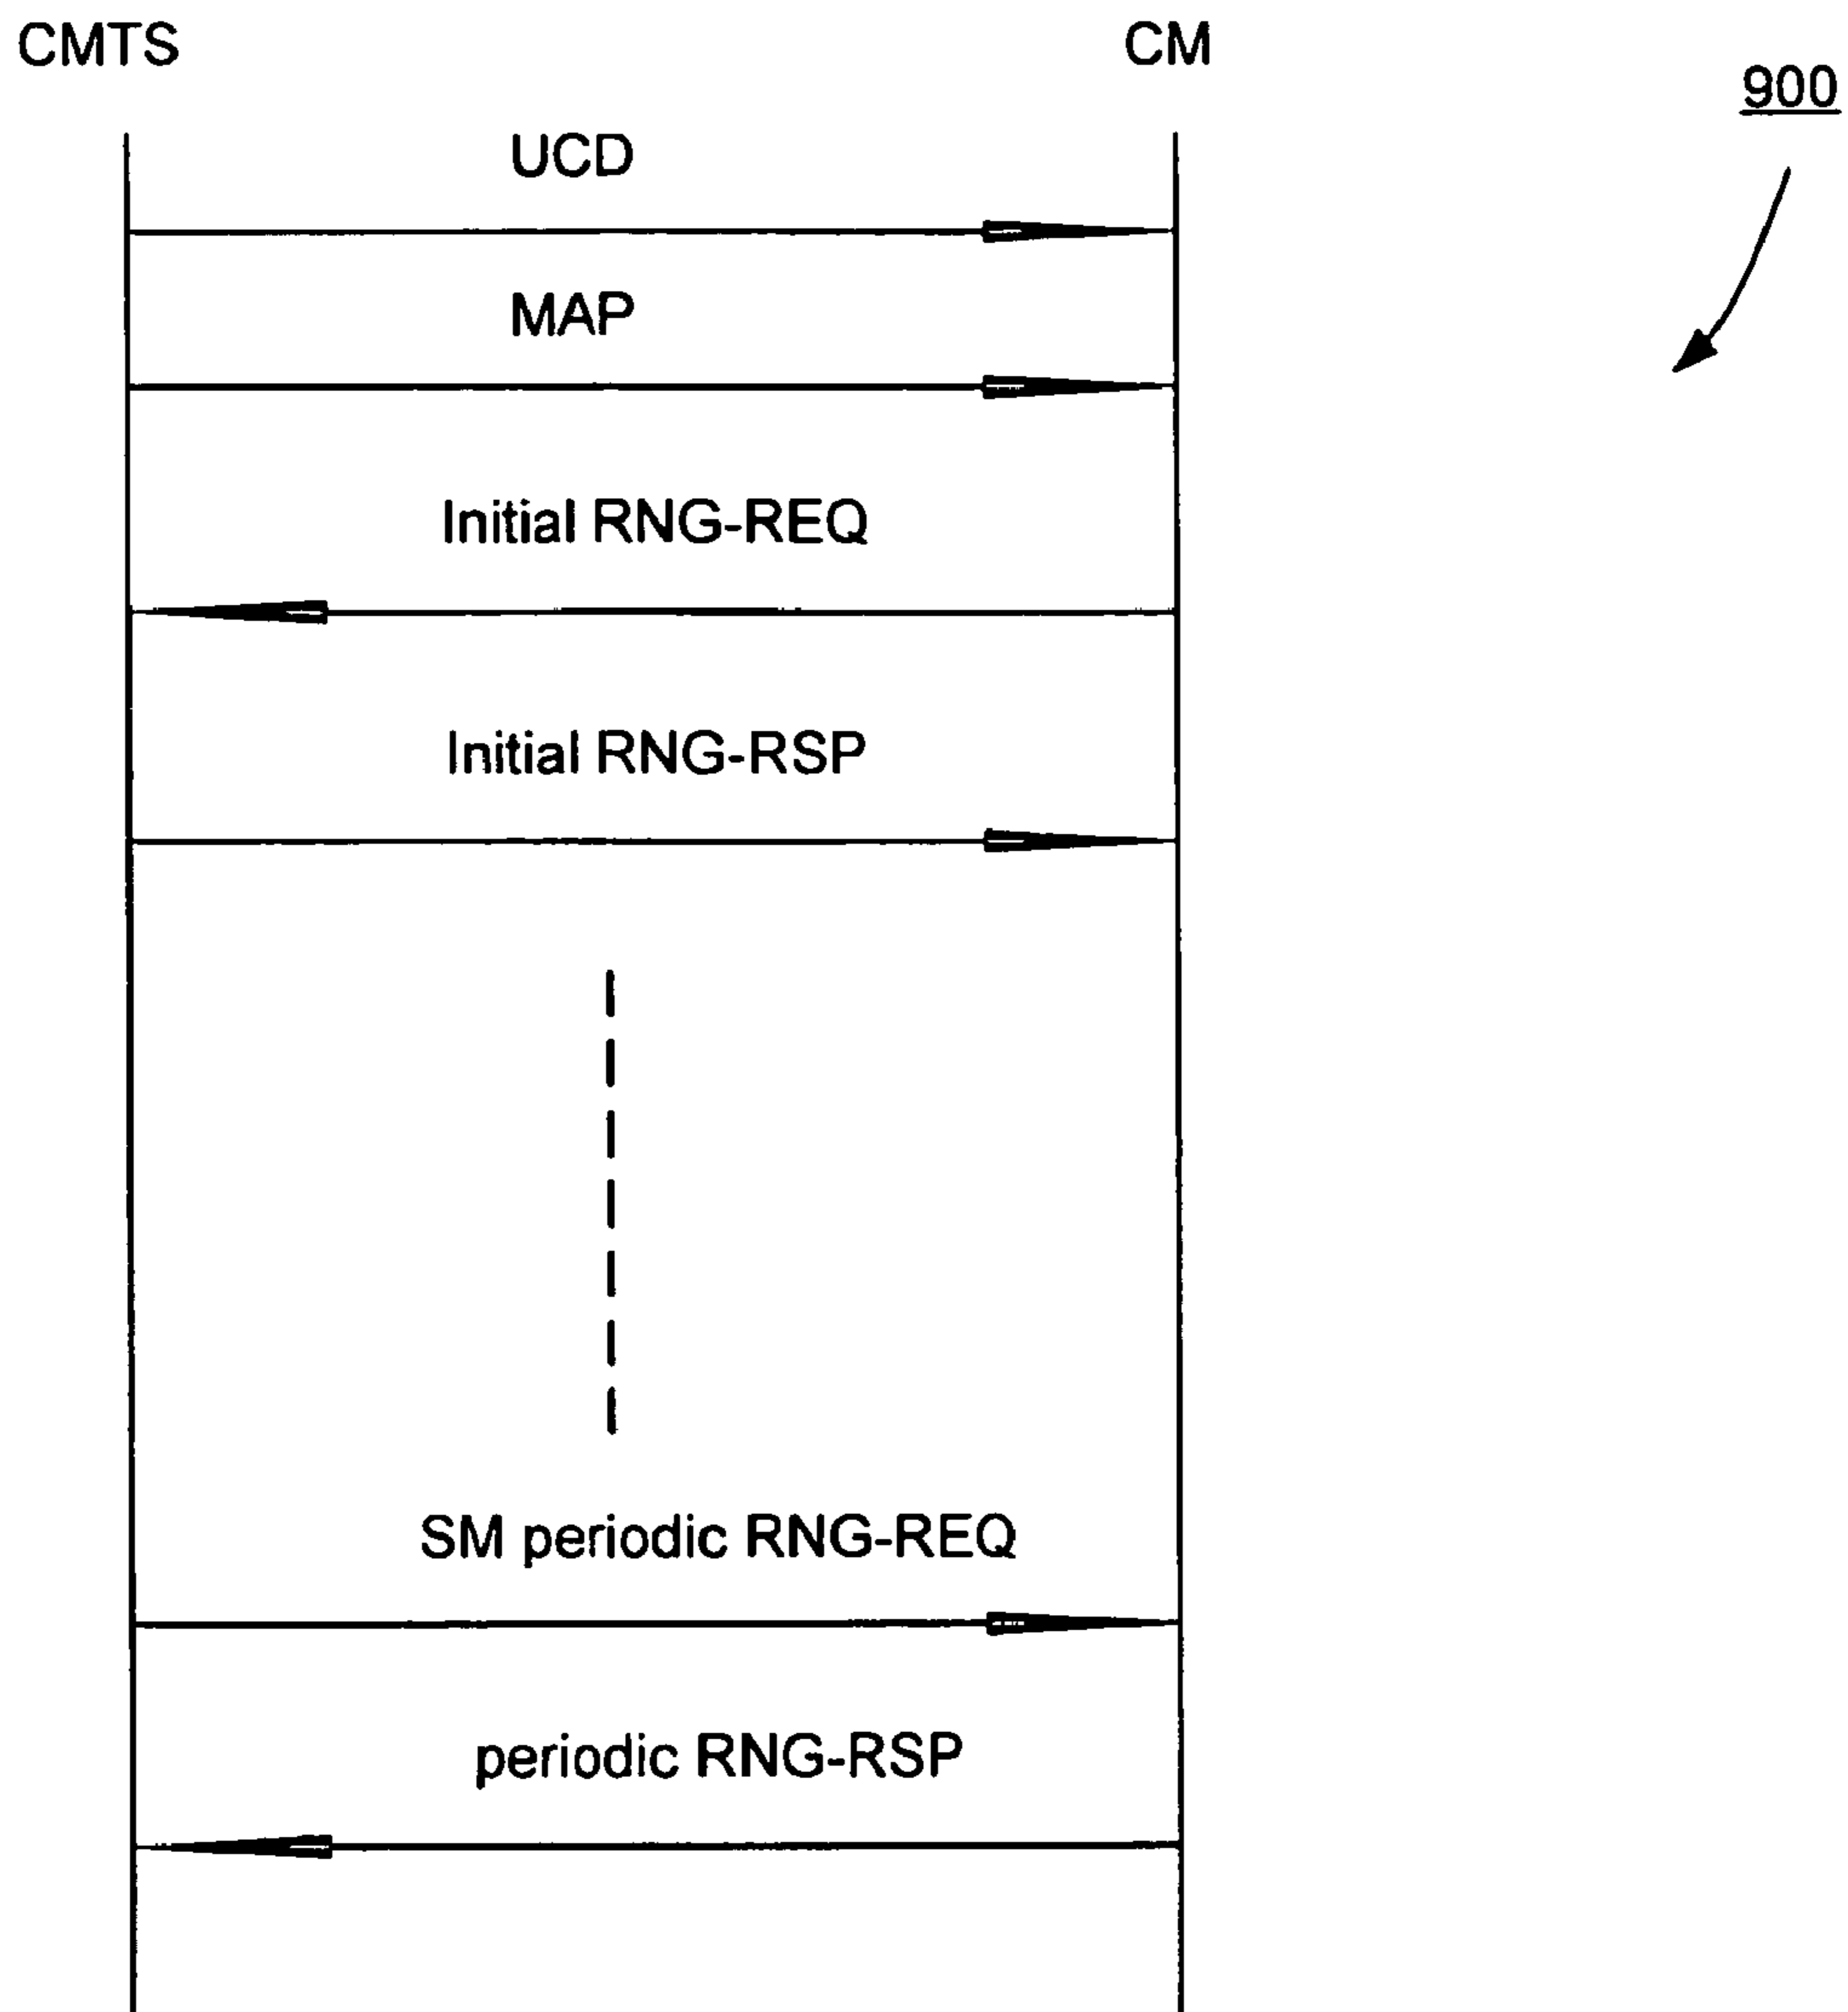 CMTS
CM
900
UCD
MAP
Initial RNG-REQ
Initial RNG-RSP
SM periodic RNG-REQ
periodic RNG-RSP